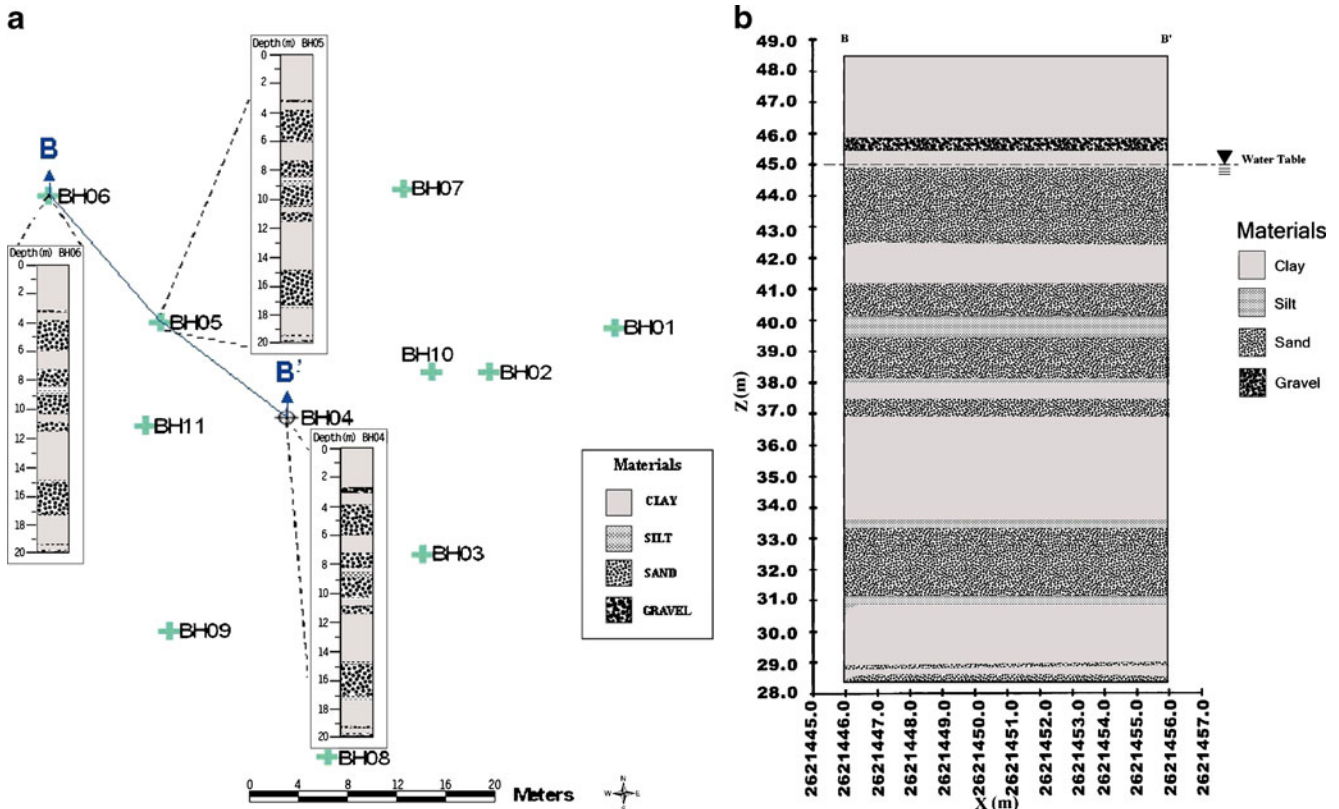 a
Depth(m) BH05
0
2
4
6
8
10
12
14
16
18
20
B
BH06
BH07
Depth(m) BH06
0
2
4
6
8
10
12
14
16
18
20
BH05
BH01
BH10
BH02
B'
BH04
BH11
Depth(m) BH04
0
2
4
6
8
10
12
14
16
18
20
BH03
BH09
BH08
Materials
CLAY
SILT
SAND
GRAVEL
0 4 8 12 16 20
Meters
N
W E
S
b
B B'
49.0
48.0
47.0
46.0
45.0
44.0
43.0
42.0
41.0
40.0
39.0
38.0
37.0
36.0
35.0
34.0
33.0
32.0
31.0
30.0
29.0
28.0
Z (m)
Water Table
Materials
Clay
Silt
Sand
Gravel
2621445.0
2621446.0
2621447.0
2621448.0
2621449.0
2621450.0
2621451.0
2621452.0
2621453.0
2621454.0
2621455.0
2621456.0
2621457.0
X (m)